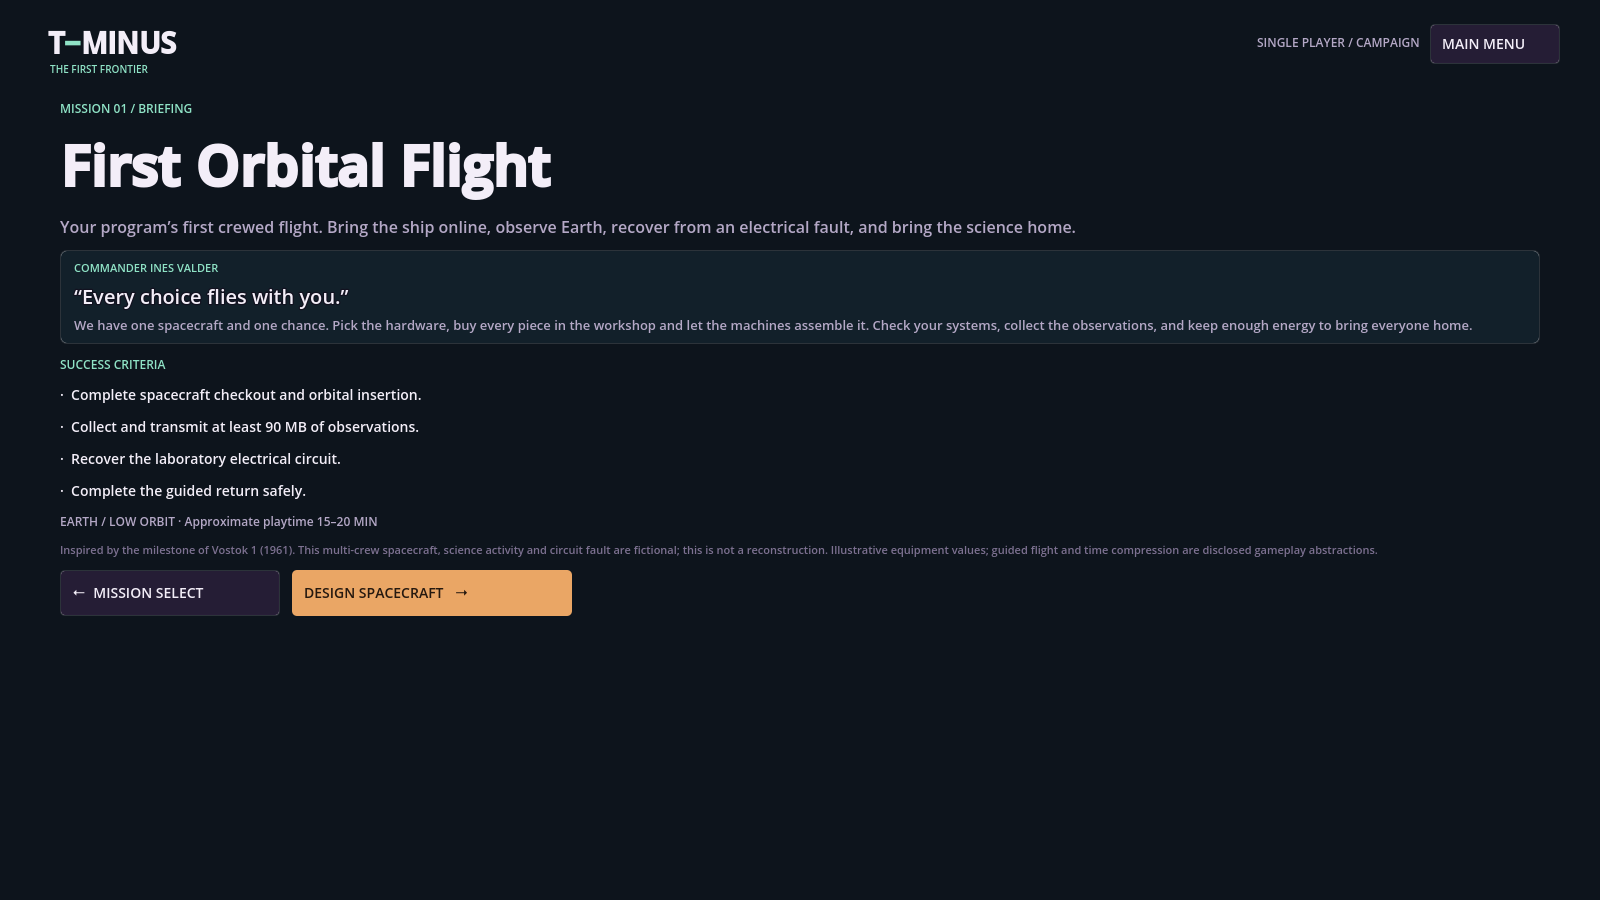 T–MINUS
THE FIRST FRONTIER
SINGLE PLAYER / CAMPAIGN
MAIN MENU
MISSION 01 / BRIEFING
First Orbital Flight
Your program’s first crewed flight. Bring the ship online, observe Earth, recover from an electrical fault, and bring the science home.
COMMANDER INES VALDER
“Every choice flies with you.”
We have one spacecraft and one chance. Pick the hardware, buy every piece in the workshop and let the machines assemble it. Check your systems, collect the observations, and keep enough energy to bring everyone home.
SUCCESS CRITERIA
· Complete spacecraft checkout and orbital insertion.
· Collect and transmit at least 90 MB of observations.
· Recover the laboratory electrical circuit.
· Complete the guided return safely.
EARTH / LOW ORBIT · Approximate playtime 15–20 MIN
Inspired by the milestone of Vostok 1 (1961). This multi-crew spacecraft, science activity and circuit fault are fictional; this is not a reconstruction. Illustrative equipment values; guided flight and time compression are disclosed gameplay abstractions.
← MISSION SELECT
DESIGN SPACECRAFT →